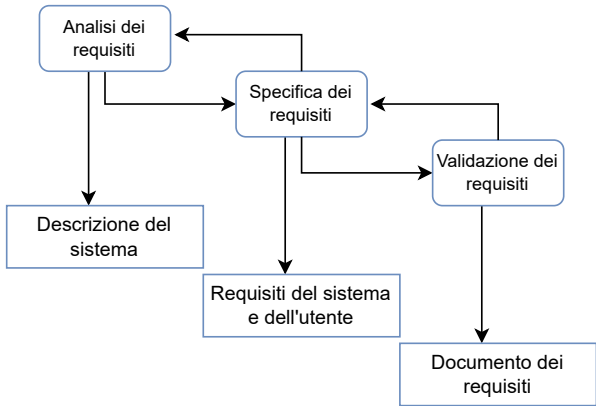 Analisi dei
requisiti
Specifica dei
requisiti
Validazione dei
requisiti
Descrizione del
sistema
Requisiti del sistema
e dell'utente
Documento dei
requisiti